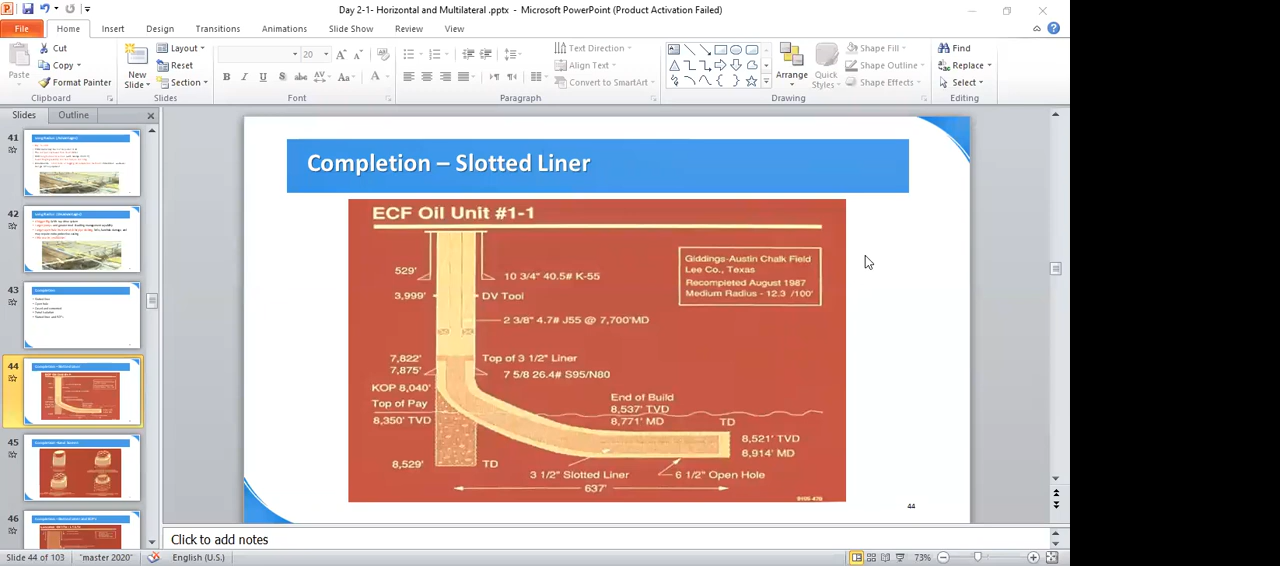 Day 2-1- Horizontal and Multilateral .pptx - Microsoft PowerPoint (Product Activation Failed)
File Home Insert Design Transitions Animations Slide Show Review View
Paste
Cut
Copy
Format Painter
Clipboard
New Slide
Layout
Reset
Section
Slides
20
B I U S abc AV Aa A
Font
Text Direction
Align Text
Convert to SmartArt
Paragraph
Arrange
Quick Styles
Shape Fill
Shape Outline
Shape Effects
Drawing
Find
Replace
Select
Editing
Slides Outline
41
42
43
44
45
46
Completion – Slotted Liner
ECF Oil Unit #1-1
Giddings-Austin Chalk Field
Lee Co., Texas
Recompleted August 1987
Medium Radius - 12.3 /100'
529'
10 3/4" 40.5# K-55
3,999'
DV Tool
2 3/8" 4.7# J55 @ 7,700'MD
7,822'
Top of 3 1/2" Liner
7,875'
7 5/8 26.4# S95/N80
KOP 8,040'
Top of Pay
8,350' TVD
End of Build
8,537' TVD
8,771' MD
TD
8,521' TVD
8,914' MD
8,529'
TD
3 1/2" Slotted Liner
6 1/2" Open Hole
637'
44
Click to add notes
Slide 44 of 103 "master 2020" English (U.S.) 73%